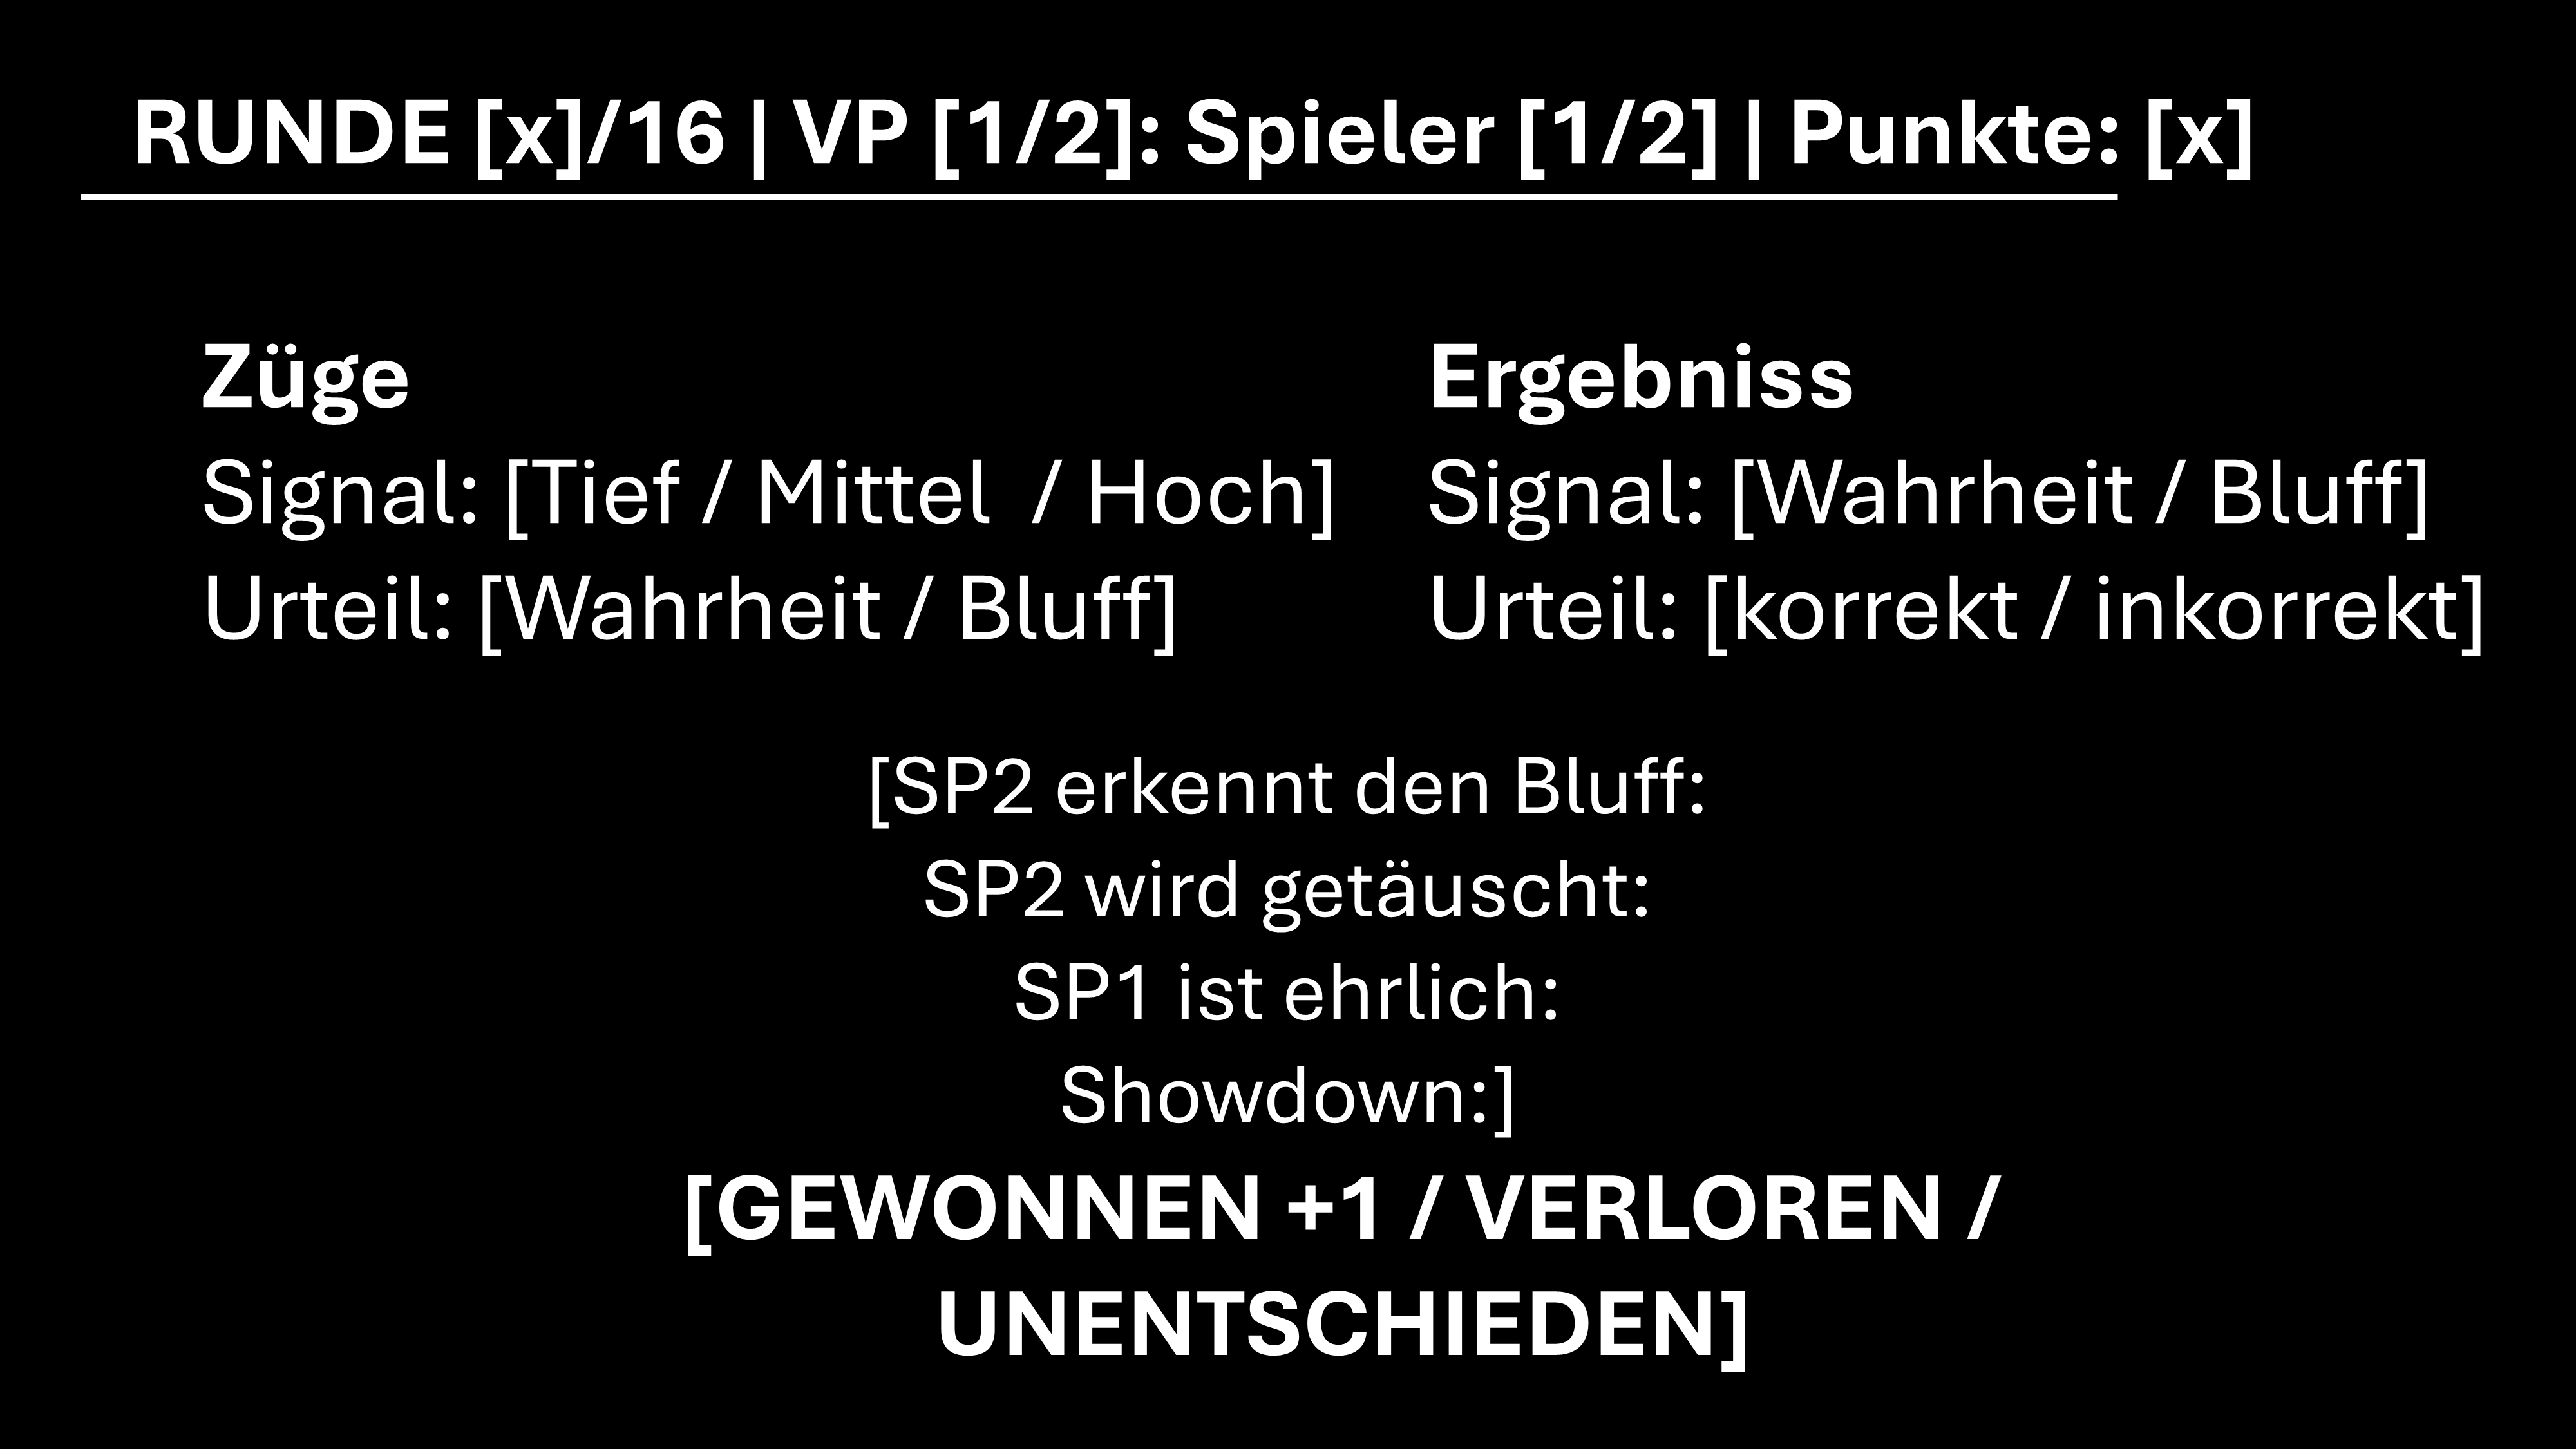 RUNDE [x]/16 | VP [1/2]: Spieler [1/2] | Punkte: [x]
Züge
Signal: [Tief / Mittel  / Hoch]
Urteil: [Wahrheit / Bluff]
Ergebniss
Signal: [Wahrheit / Bluff]
Urteil: [korrekt / inkorrekt]
[SP2 erkennt den Bluff:
SP2 wird getäuscht:
SP1 ist ehrlich:
Showdown:]
[GEWONNEN +1 / VERLOREN /
UNENTSCHIEDEN]